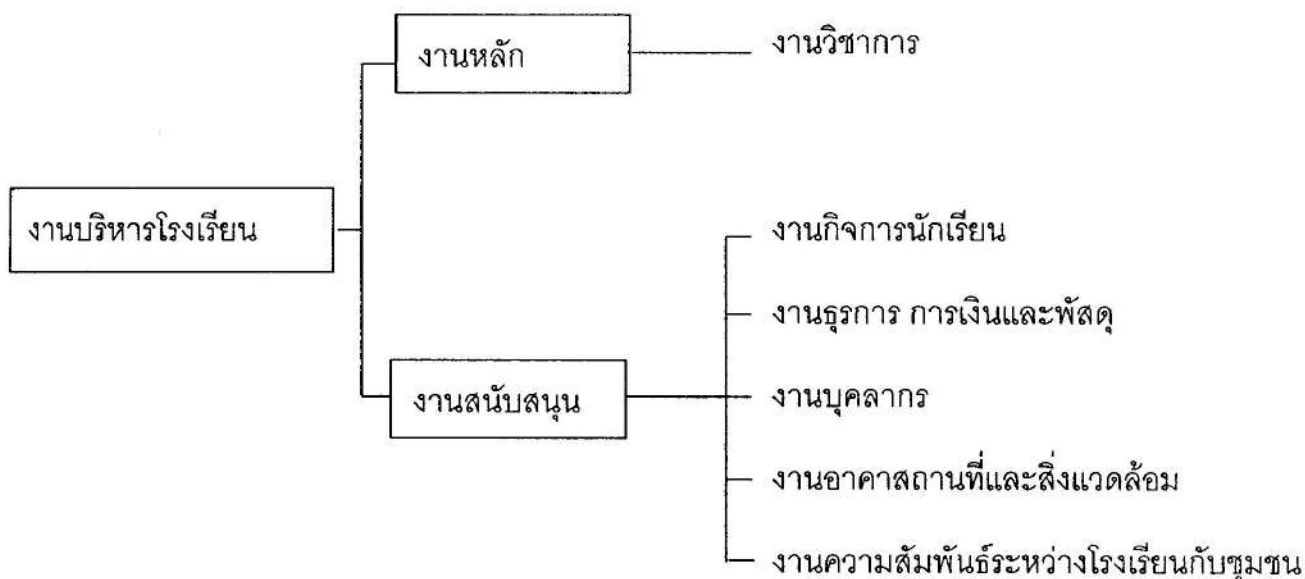 งานหลัก
งานวิชาการ
งานบริหารโรงเรียน
งานกิจการนักเรียน
งานธุรการ การเงินและพัสดุ
งานสนับสนุน
งานบุคลากร
งานอาคาสถานที่และสิ่งแวดล้อม
งานความสัมพันธ์ระหว่างโรงเรียนกับชุมชน